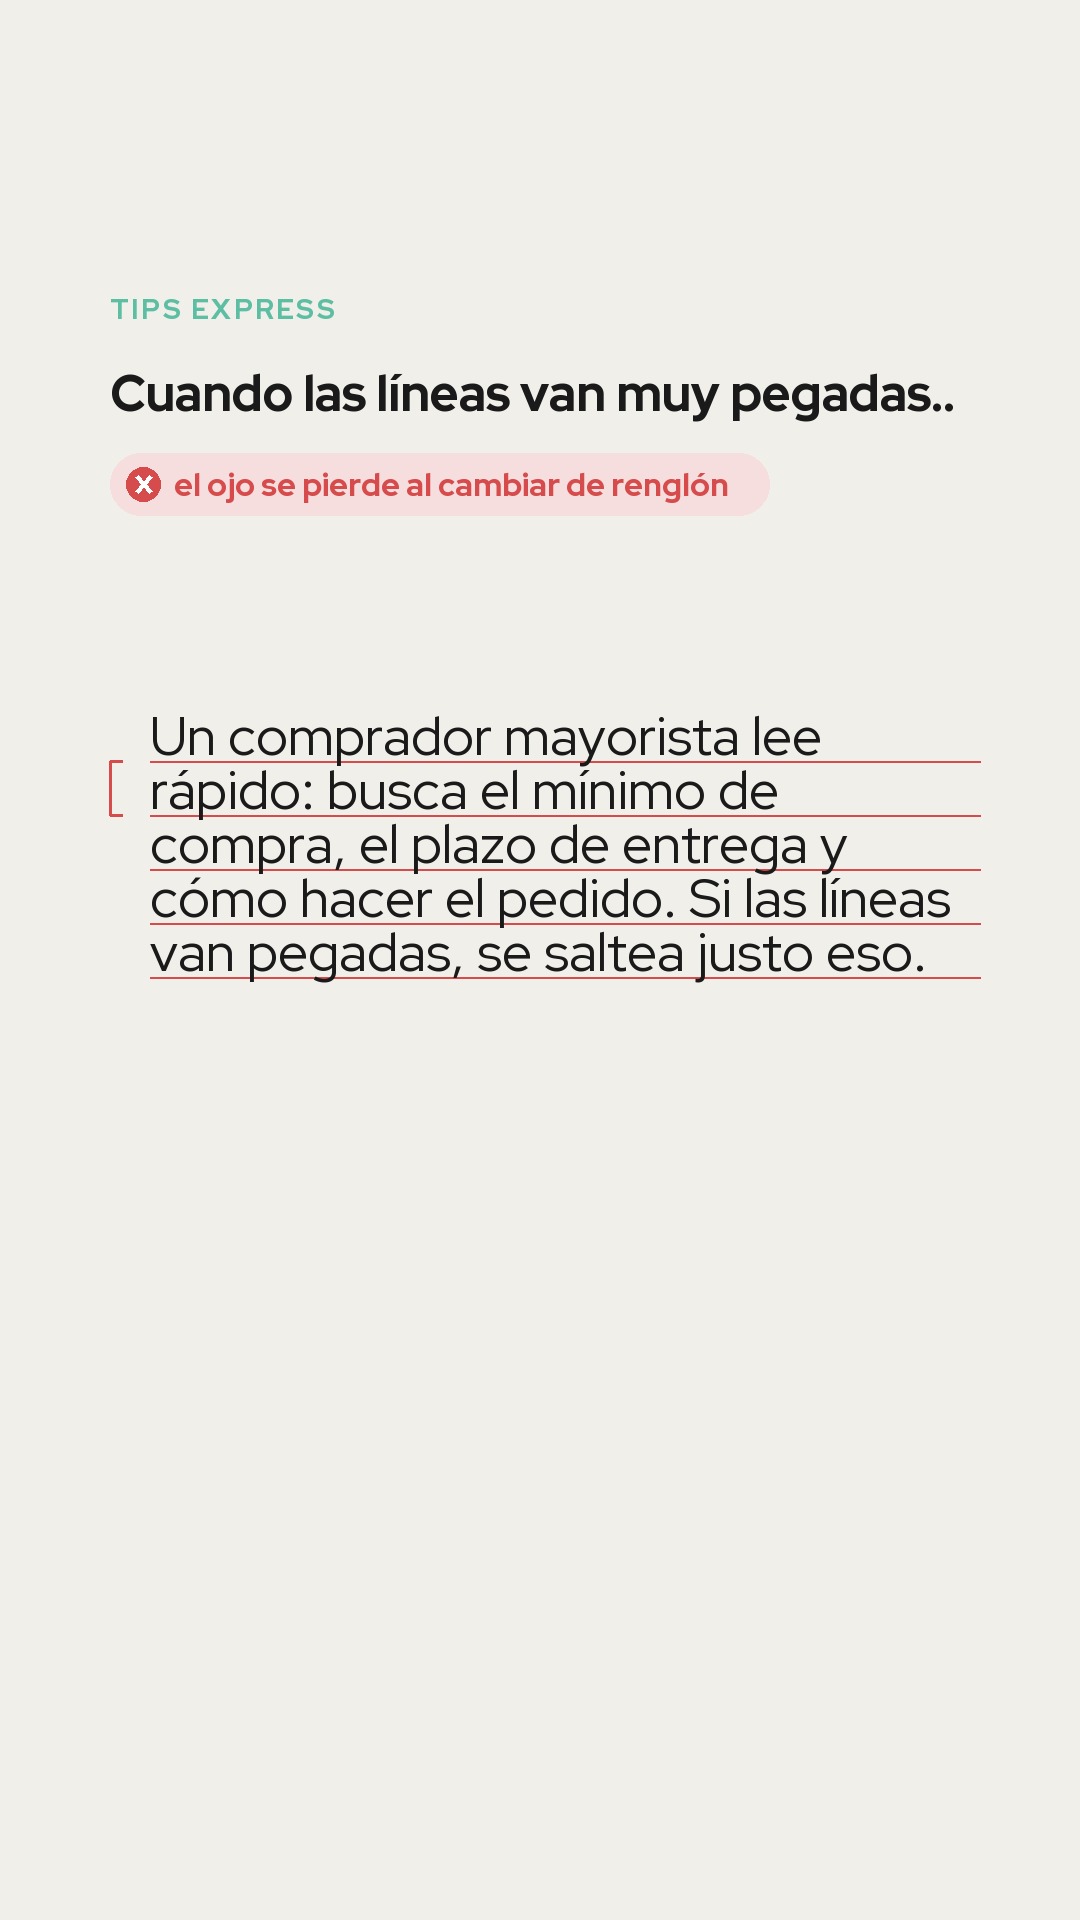 TIPS EXPRESS
Cuando las líneas van muy pegadas..
el ojo se pierde al cambiar de renglón
Un comprador mayorista lee
rápido: busca el mínimo de
compra, el plazo de entrega y
cómo hacer el pedido. Si las líneas
van pegadas, se saltea justo eso.